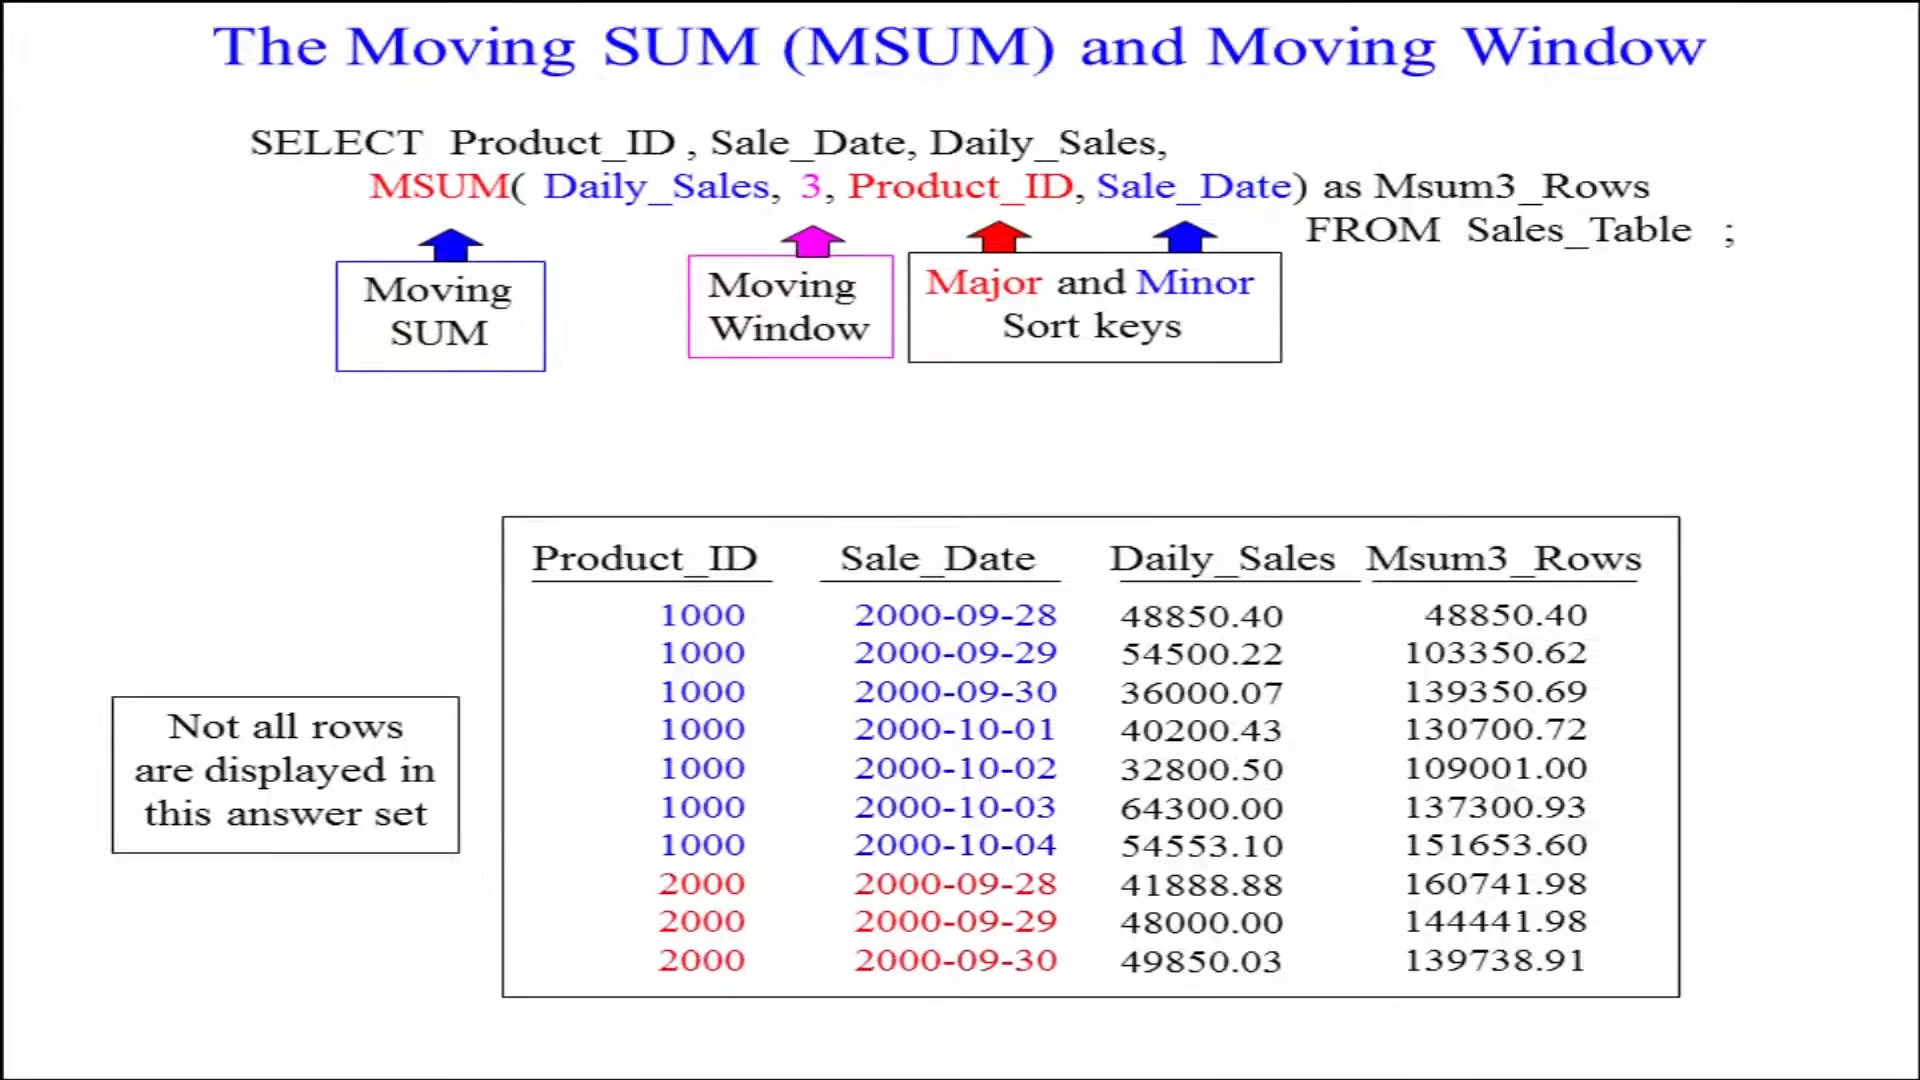 The Moving SUM (MSUM) and Moving Window
SELECT Product_ID , Sale_Date, Daily_Sales,
MSUM( Daily_Sales, 3, Product_ID, Sale_Date) as Msum3_Rows
FROM Sales_Table ;
Moving
SUM
Moving
Window
Major and Minor
Sort keys
Not all rows
are displayed in
this answer set
Product_ID Sale_Date Daily_Sales Msum3_Rows
1000 2000-09-28 48850.40 48850.40
1000 2000-09-29 54500.22 103350.62
1000 2000-09-30 36000.07 139350.69
1000 2000-10-01 40200.43 130700.72
1000 2000-10-02 32800.50 109001.00
1000 2000-10-03 64300.00 137300.93
1000 2000-10-04 54553.10 151653.60
2000 2000-09-28 41888.88 160741.98
2000 2000-09-29 48000.00 144441.98
2000 2000-09-30 49850.03 139738.91